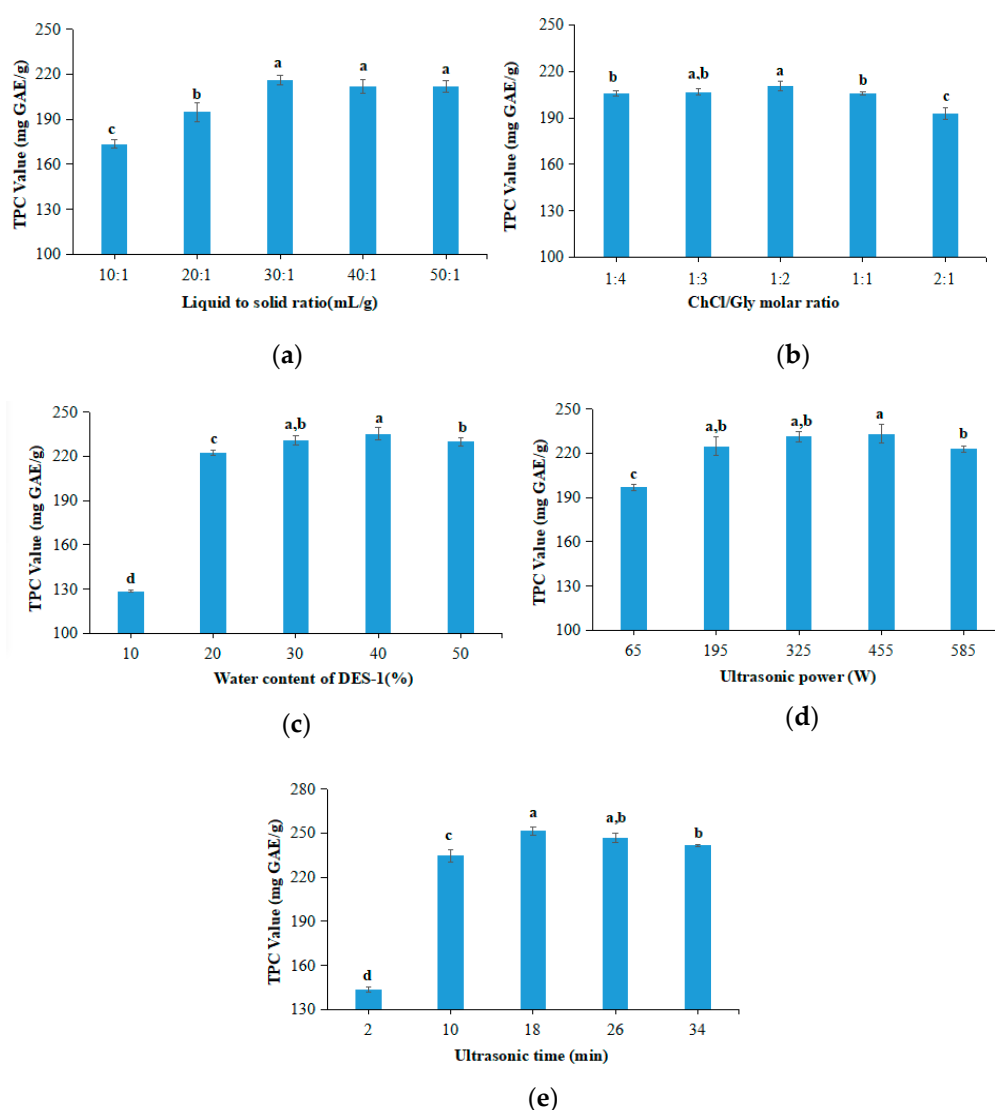 250
220
190
160
130
100
TPC Value (mg GAE/g)
c
b
a
a
a
10:1 20:1 30:1 40:1 50:1
Liquid to solid ratio(mL/g)
(a)
250
220
190
160
130
100
TPC Value (mg GAE/g)
b
a,b
a
b
c
1:4 1:3 1:2 1:1 2:1
ChCl/Gly molar ratio
(b)
250
220
190
160
130
100
TPC Value (mg GAE/g)
d
c
a,b
a
b
10 20 30 40 50
Water content of DES-1(%)
(c)
250
220
190
160
130
100
TPC Value (mg GAE/g)
c
a,b
a,b
a
b
65 195 325 455 585
Ultrasonic power (W)
(d)
280
250
220
190
160
130
TPC Value (mg GAE/g)
d
c
a
a,b
b
2 10 18 26 34
Ultrasonic time (min)
(e)